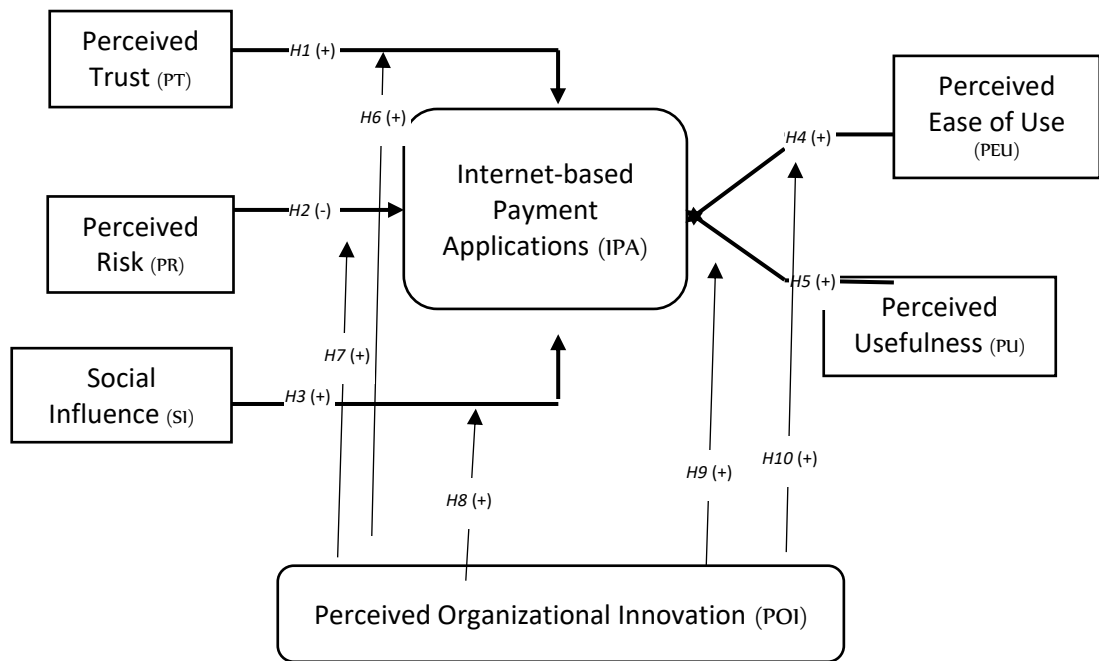 Perceived
Trust (PT)
H1 (+)
H6 (+)
Perceived
Ease of Use
(PEU)
H4 (+)
Internet-based
Payment
Applications (IPA)
Perceived
Risk (PR)
H2 (-)
H5 (+)
Perceived
Usefulness (PU)
H7 (+)
Social
Influence (SI)
H3 (+)
H8 (+)
H9 (+)
H10 (+)
Perceived Organizational Innovation (POI)